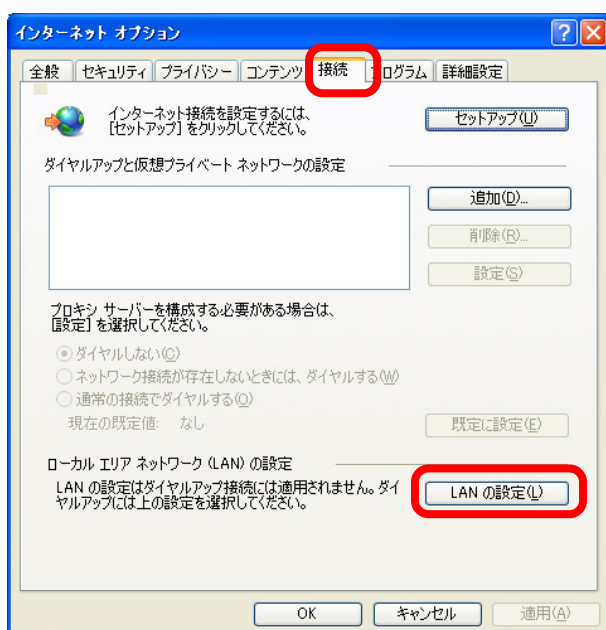 インターネット オプション
全般 セキュリティ プライバシー コンテンツ 接続 ログラム 詳細設定
インターネット接続を設定するには、
[セットアップ] をクリックしてください。
セットアップ(U)
ダイヤルアップと仮想プライベート ネットワークの設定
追加(D)...
削除(R)...
設定(S)
プロキシ サーバーを構成する必要がある場合は、
[設定] を選択してください。
ダイヤルしない(C)
ネットワーク接続が存在しないときには、ダイヤルする(W)
通常の接続でダイヤルする(O)
現在の既定値: なし
既定に設定(E)
ローカル エリア ネットワーク (LAN) の設定
LAN の設定はダイヤルアップ接続には適用されません。ダイ
ヤルアップには上の設定を選択してください。
LAN の設定(L)
OK キャンセル 適用(A)